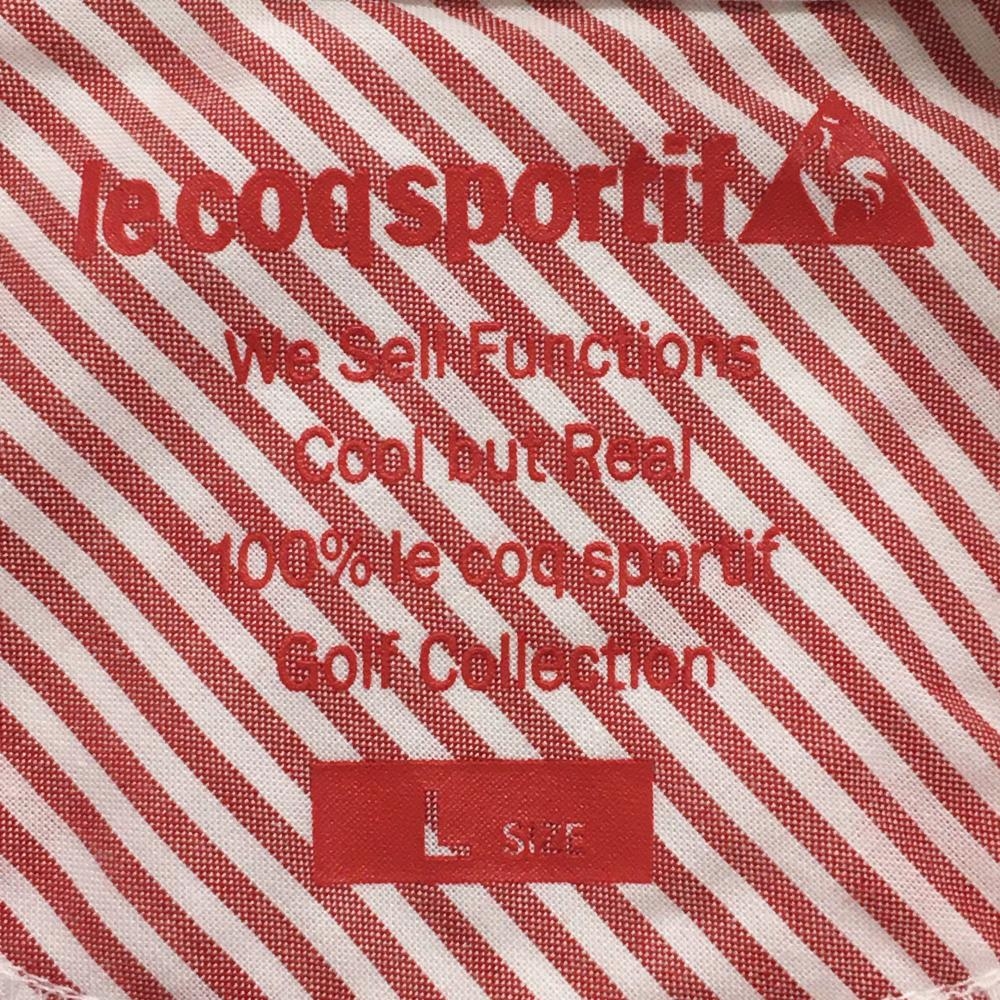 le coq sportif
We Sell Functions
Cool but Real
100% le coq sportif
Golf Collection
L SIZE